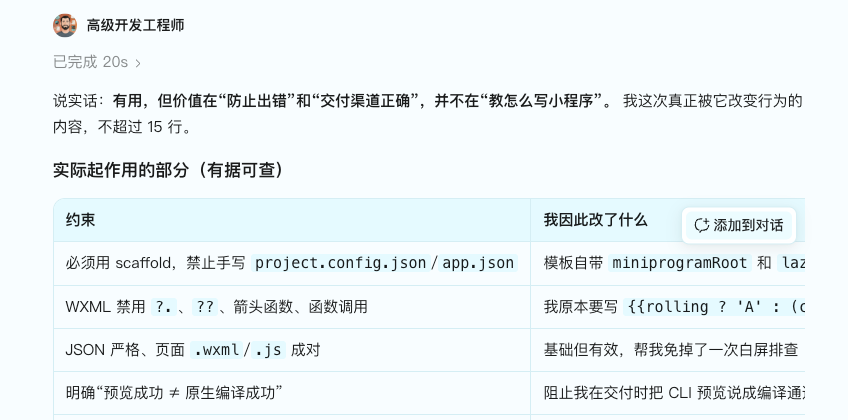 高级开发工程师
已完成 20s >
说实话：有用，但价值在“防止出错”和“交付渠道正确”，并不在“教怎么写小程序”。 我这次真正被它改变行为的
内容，不超过 15 行。
实际起作用的部分（有据可查）
约束 我因此改了什么
添加到对话
必须用 scaffold，禁止手写 project.config.json/app.json 模板自带 miniprogramRoot 和 laz
WXML 禁用 ?.、??、箭头函数、函数调用 我原本要写 {{rolling ? 'A' : (c
JSON 严格、页面 .wxml/.js 成对 基础但有效，帮我免掉了一次白屏排查
明确“预览成功 ≠ 原生编译成功” 阻止我在交付时把 CLI 预览说成编译通